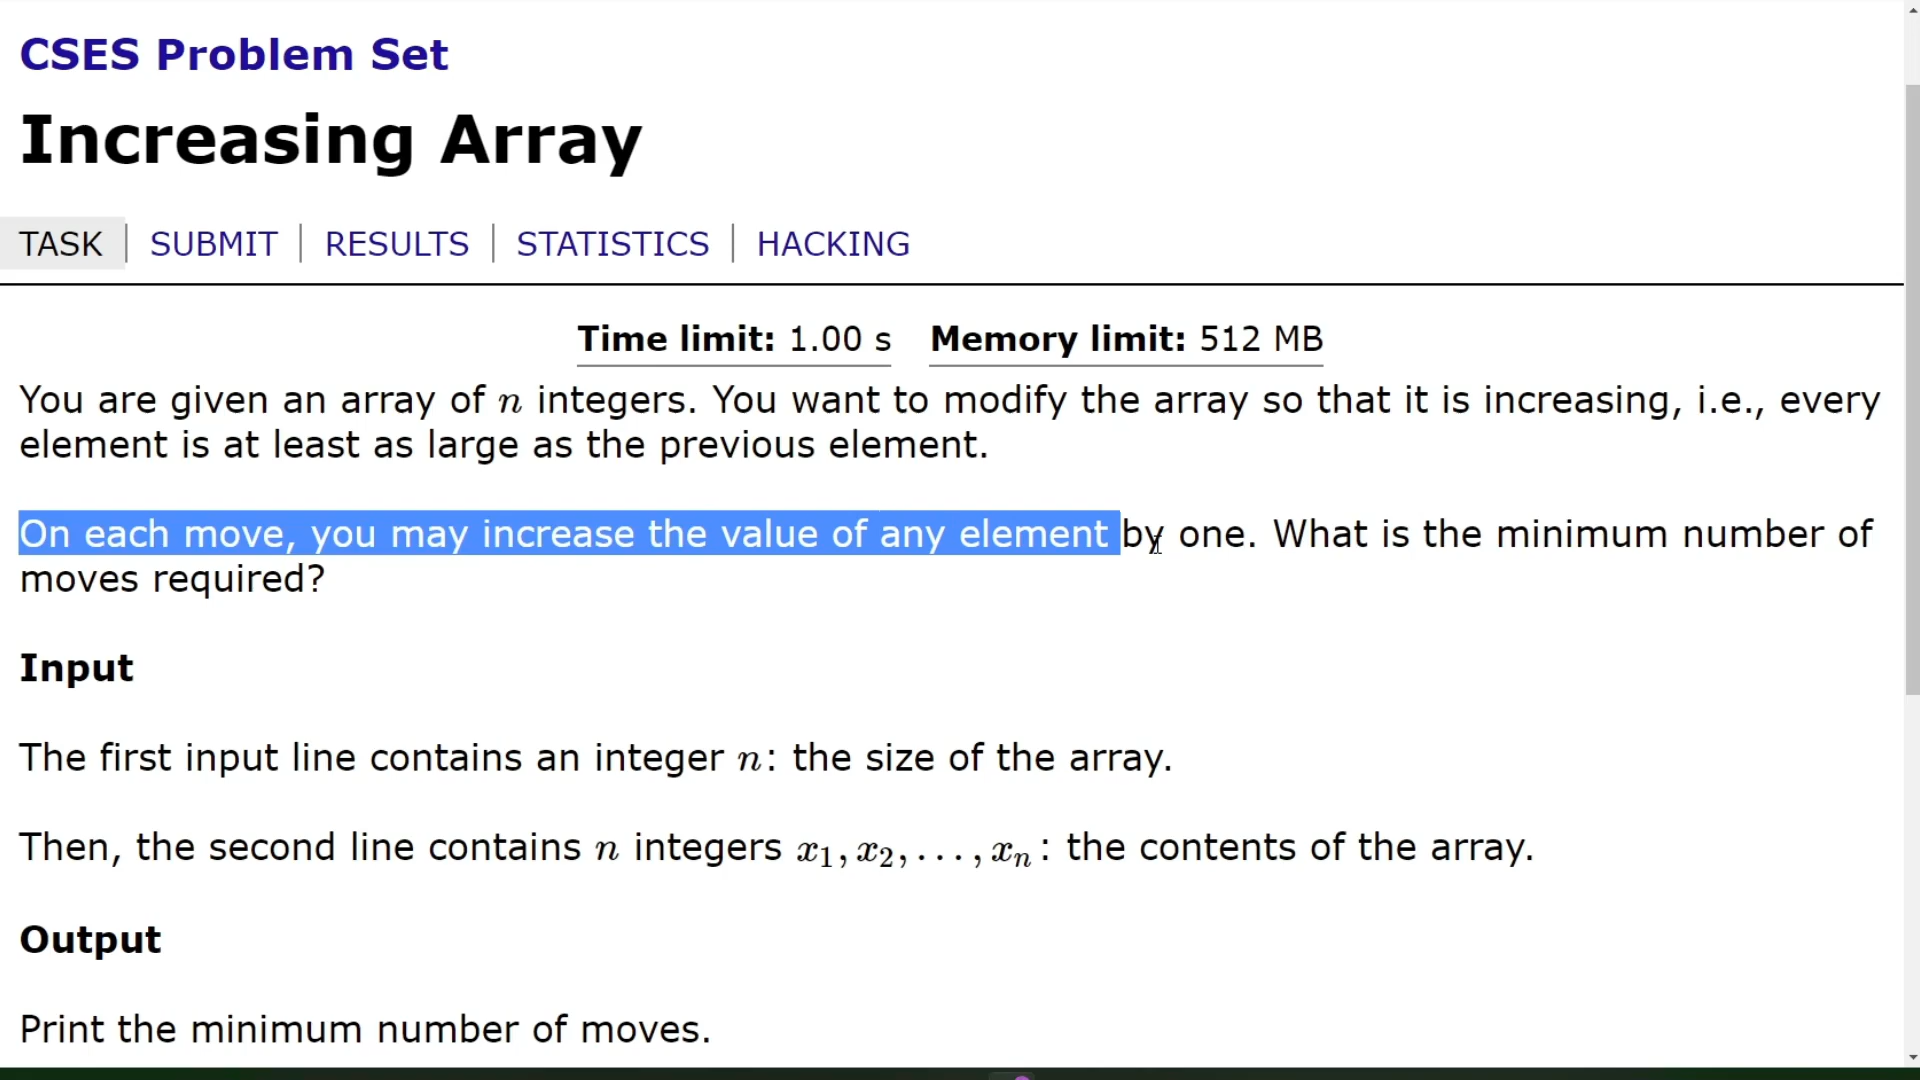 CSES Problem Set
Increasing Array
TASK | SUBMIT | RESULTS | STATISTICS | HACKING
Time limit: 1.00 s Memory limit: 512 MB
You are given an array of n integers. You want to modify the array so that it is increasing, i.e., every
element is at least as large as the previous element.
On each move, you may increase the value of any element by one. What is the minimum number of
moves required?
Input
The first input line contains an integer n: the size of the array.
Then, the second line contains n integers x₁, x₂, . . . , xₙ: the contents of the array.
Output
Print the minimum number of moves.